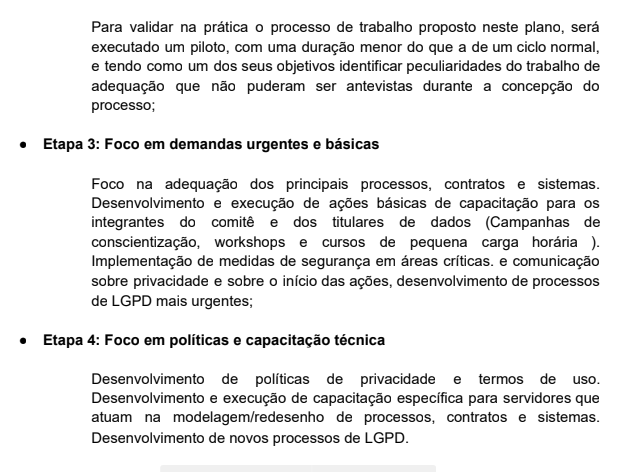 Para validar na prática o processo de trabalho proposto neste plano, será
executado um piloto, com uma duração menor do que a de um ciclo normal,
e tendo como um dos seus objetivos identificar peculiaridades do trabalho de
adequação que não puderam ser antevistas durante a concepção do
processo;
● Etapa 3: Foco em demandas urgentes e básicas
Foco na adequação dos principais processos, contratos e sistemas.
Desenvolvimento e execução de ações básicas de capacitação para os
integrantes do comitê e dos titulares de dados (Campanhas de
conscientização, workshops e cursos de pequena carga horária ).
Implementação de medidas de segurança em áreas críticas. e comunicação
sobre privacidade e sobre o início das ações, desenvolvimento de processos
de LGPD mais urgentes;
● Etapa 4: Foco em políticas e capacitação técnica
Desenvolvimento de políticas de privacidade e termos de uso.
Desenvolvimento e execução de capacitação específica para servidores que
atuam na modelagem/redesenho de processos, contratos e sistemas.
Desenvolvimento de novos processos de LGPD.